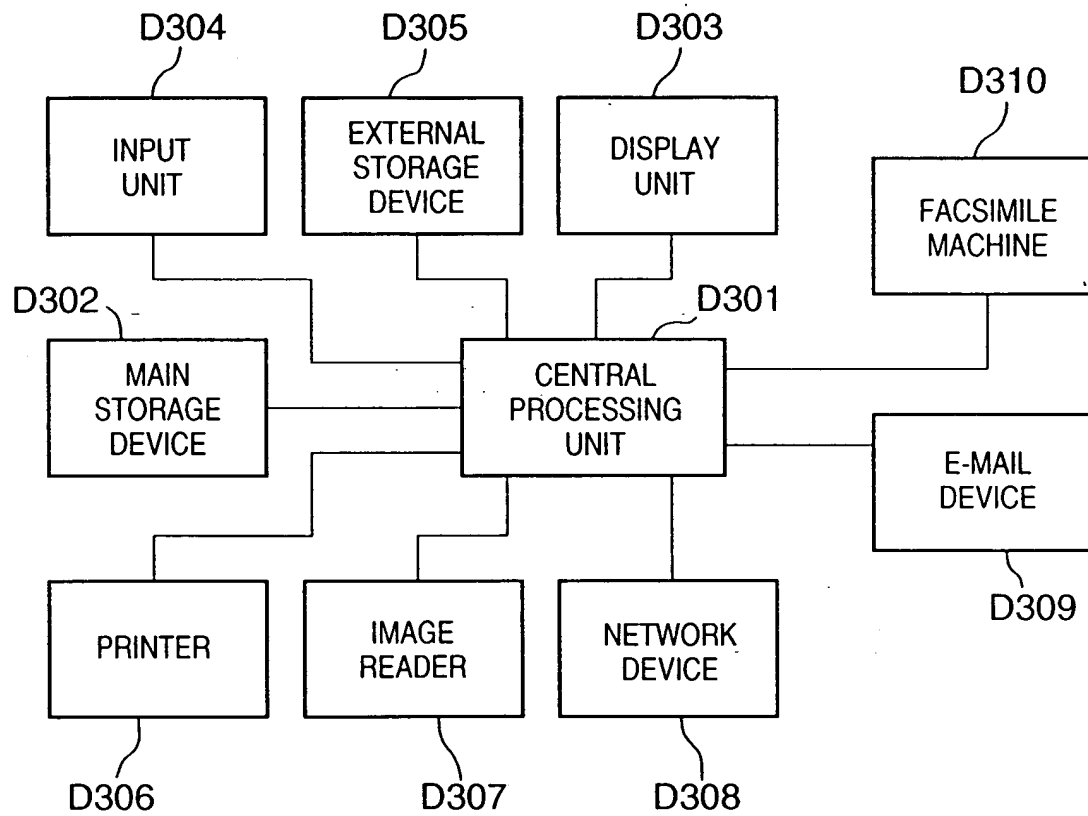 D304
D305
D303
D310
INPUT
UNIT
EXTERNAL
STORAGE
DEVICE
DISPLAY
UNIT
FACSIMILE
MACHINE
D302
D301
MAIN
STORAGE
DEVICE
CENTRAL
PROCESSING
UNIT
E-MAIL
DEVICE
D309
PRINTER
IMAGE
READER
NETWORK
DEVICE
D306
D307
D308